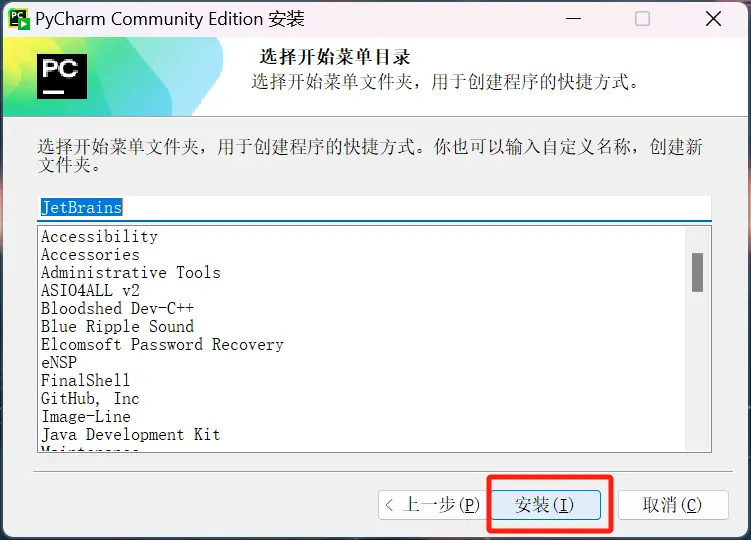 PC PyCharm Community Edition 安装
PC
选择开始菜单目录
选择开始菜单文件夹，用于创建程序的快捷方式。
选择开始菜单文件夹，用于创建程序的快捷方式。你也可以输入自定义名称，创建新
文件夹。
JetBrains
Accessibility
Accessories
Administrative Tools
ASIO4ALL v2
Bloodshed Dev-C++
Blue Ripple Sound
Elcomsoft Password Recovery
eNSP
FinalShell
GitHub, Inc
Image-Line
Java Development Kit
Maintenance
< 上一步(P) 安装(I) 取消(C)